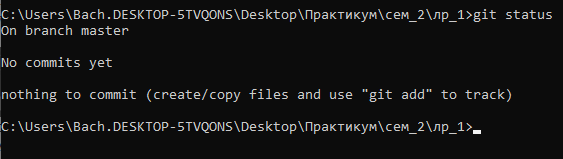 C:\Users\Bach.DESKTOP-5TVQONS\Desktop\Практикум\сем_2\лр_1>git status
On branch master
No commits yet
nothing to commit (create/copy files and use "git add" to track)
C:\Users\Bach.DESKTOP-5TVQONS\Desktop\Практикум\сем_2\лр_1>